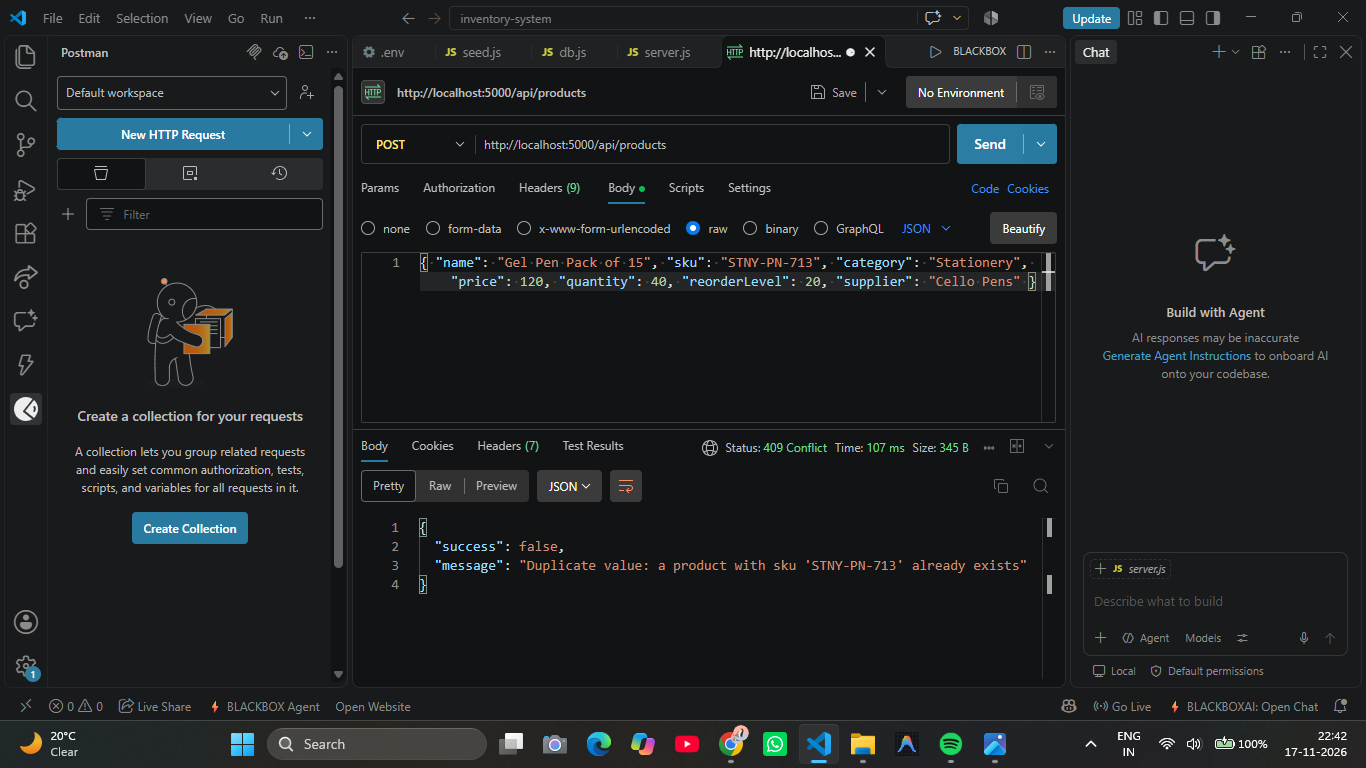 File Edit Selection View Go Run ···
inventory-system
Update
Postman
Default workspace
New HTTP Request
Filter
Create a collection for your requests
A collection lets you group related requests
and easily set common authorization, tests,
scripts, and variables for all requests in it.
Create Collection
.env
JS seed.js
JS db.js
JS server.js
HTTP http://localhos...
BLACKBOX
HTTP http://localhost:5000/api/products
Save
No Environment
POST http://localhost:5000/api/products
Send
Params Authorization Headers (9) Body Scripts Settings
Code Cookies
none form-data x-www-form-urlencoded raw binary GraphQL JSON
Beautify
1 { "name": "Gel Pen Pack of 15", "sku": "STNY-PN-713", "category": "Stationery",
"price": 120, "quantity": 40, "reorderLevel": 20, "supplier": "Cello Pens" }
Body Cookies Headers (7) Test Results
Status: 409 Conflict Time: 107 ms Size: 345 B
Pretty Raw Preview JSON
1 {
2 "success": false,
3 "message": "Duplicate value: a product with sku 'STNY-PN-713' already exists"
4 }
Chat
Build with Agent
AI responses may be inaccurate
Generate Agent Instructions to onboard AI
onto your codebase.
JS server.js
Describe what to build
Agent Models
Local Default permissions
1
0 0 Live Share BLACKBOX Agent Open Website
Go Live BLACKBOXAI: Open Chat
20°C
Clear
Search
ENG
IN
100%
22:42
17-11-2026